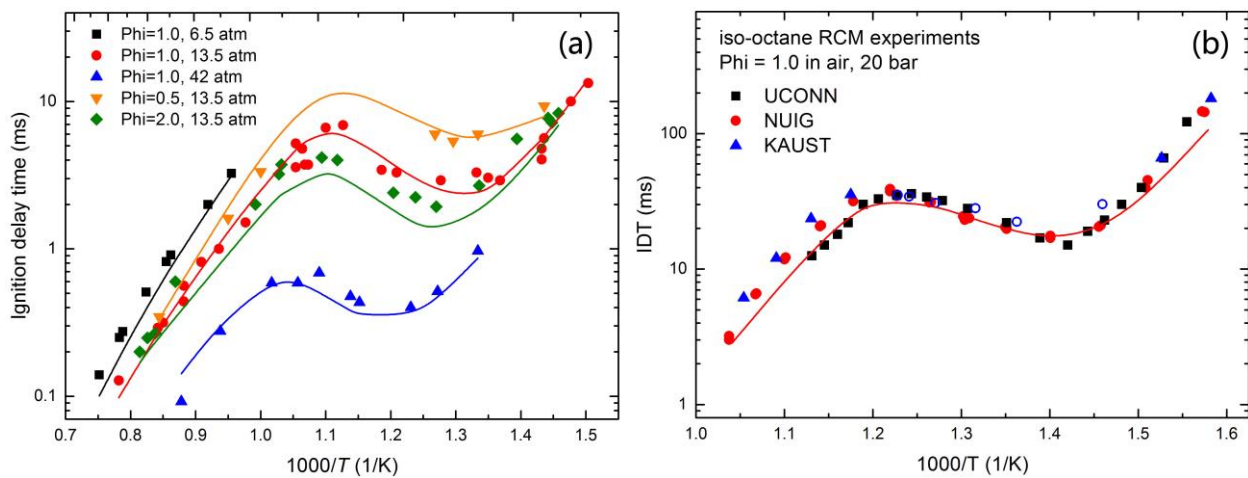 (a)
Phi=1.0, 6.5 atm
Phi=1.0, 13.5 atm
Phi=1.0, 42 atm
Phi=0.5, 13.5 atm
Phi=2.0, 13.5 atm
Ignition delay time (ms)
10
1
0.1
0.7 0.8 0.9 1.0 1.1 1.2 1.3 1.4 1.5
1000/T (1/K)
(b)
iso-octane RCM experiments
Phi = 1.0 in air, 20 bar
UCONN
NUIG
KAUST
IDT (ms)
100
10
1
1.0 1.1 1.2 1.3 1.4 1.5 1.6
1000/T (1/K)